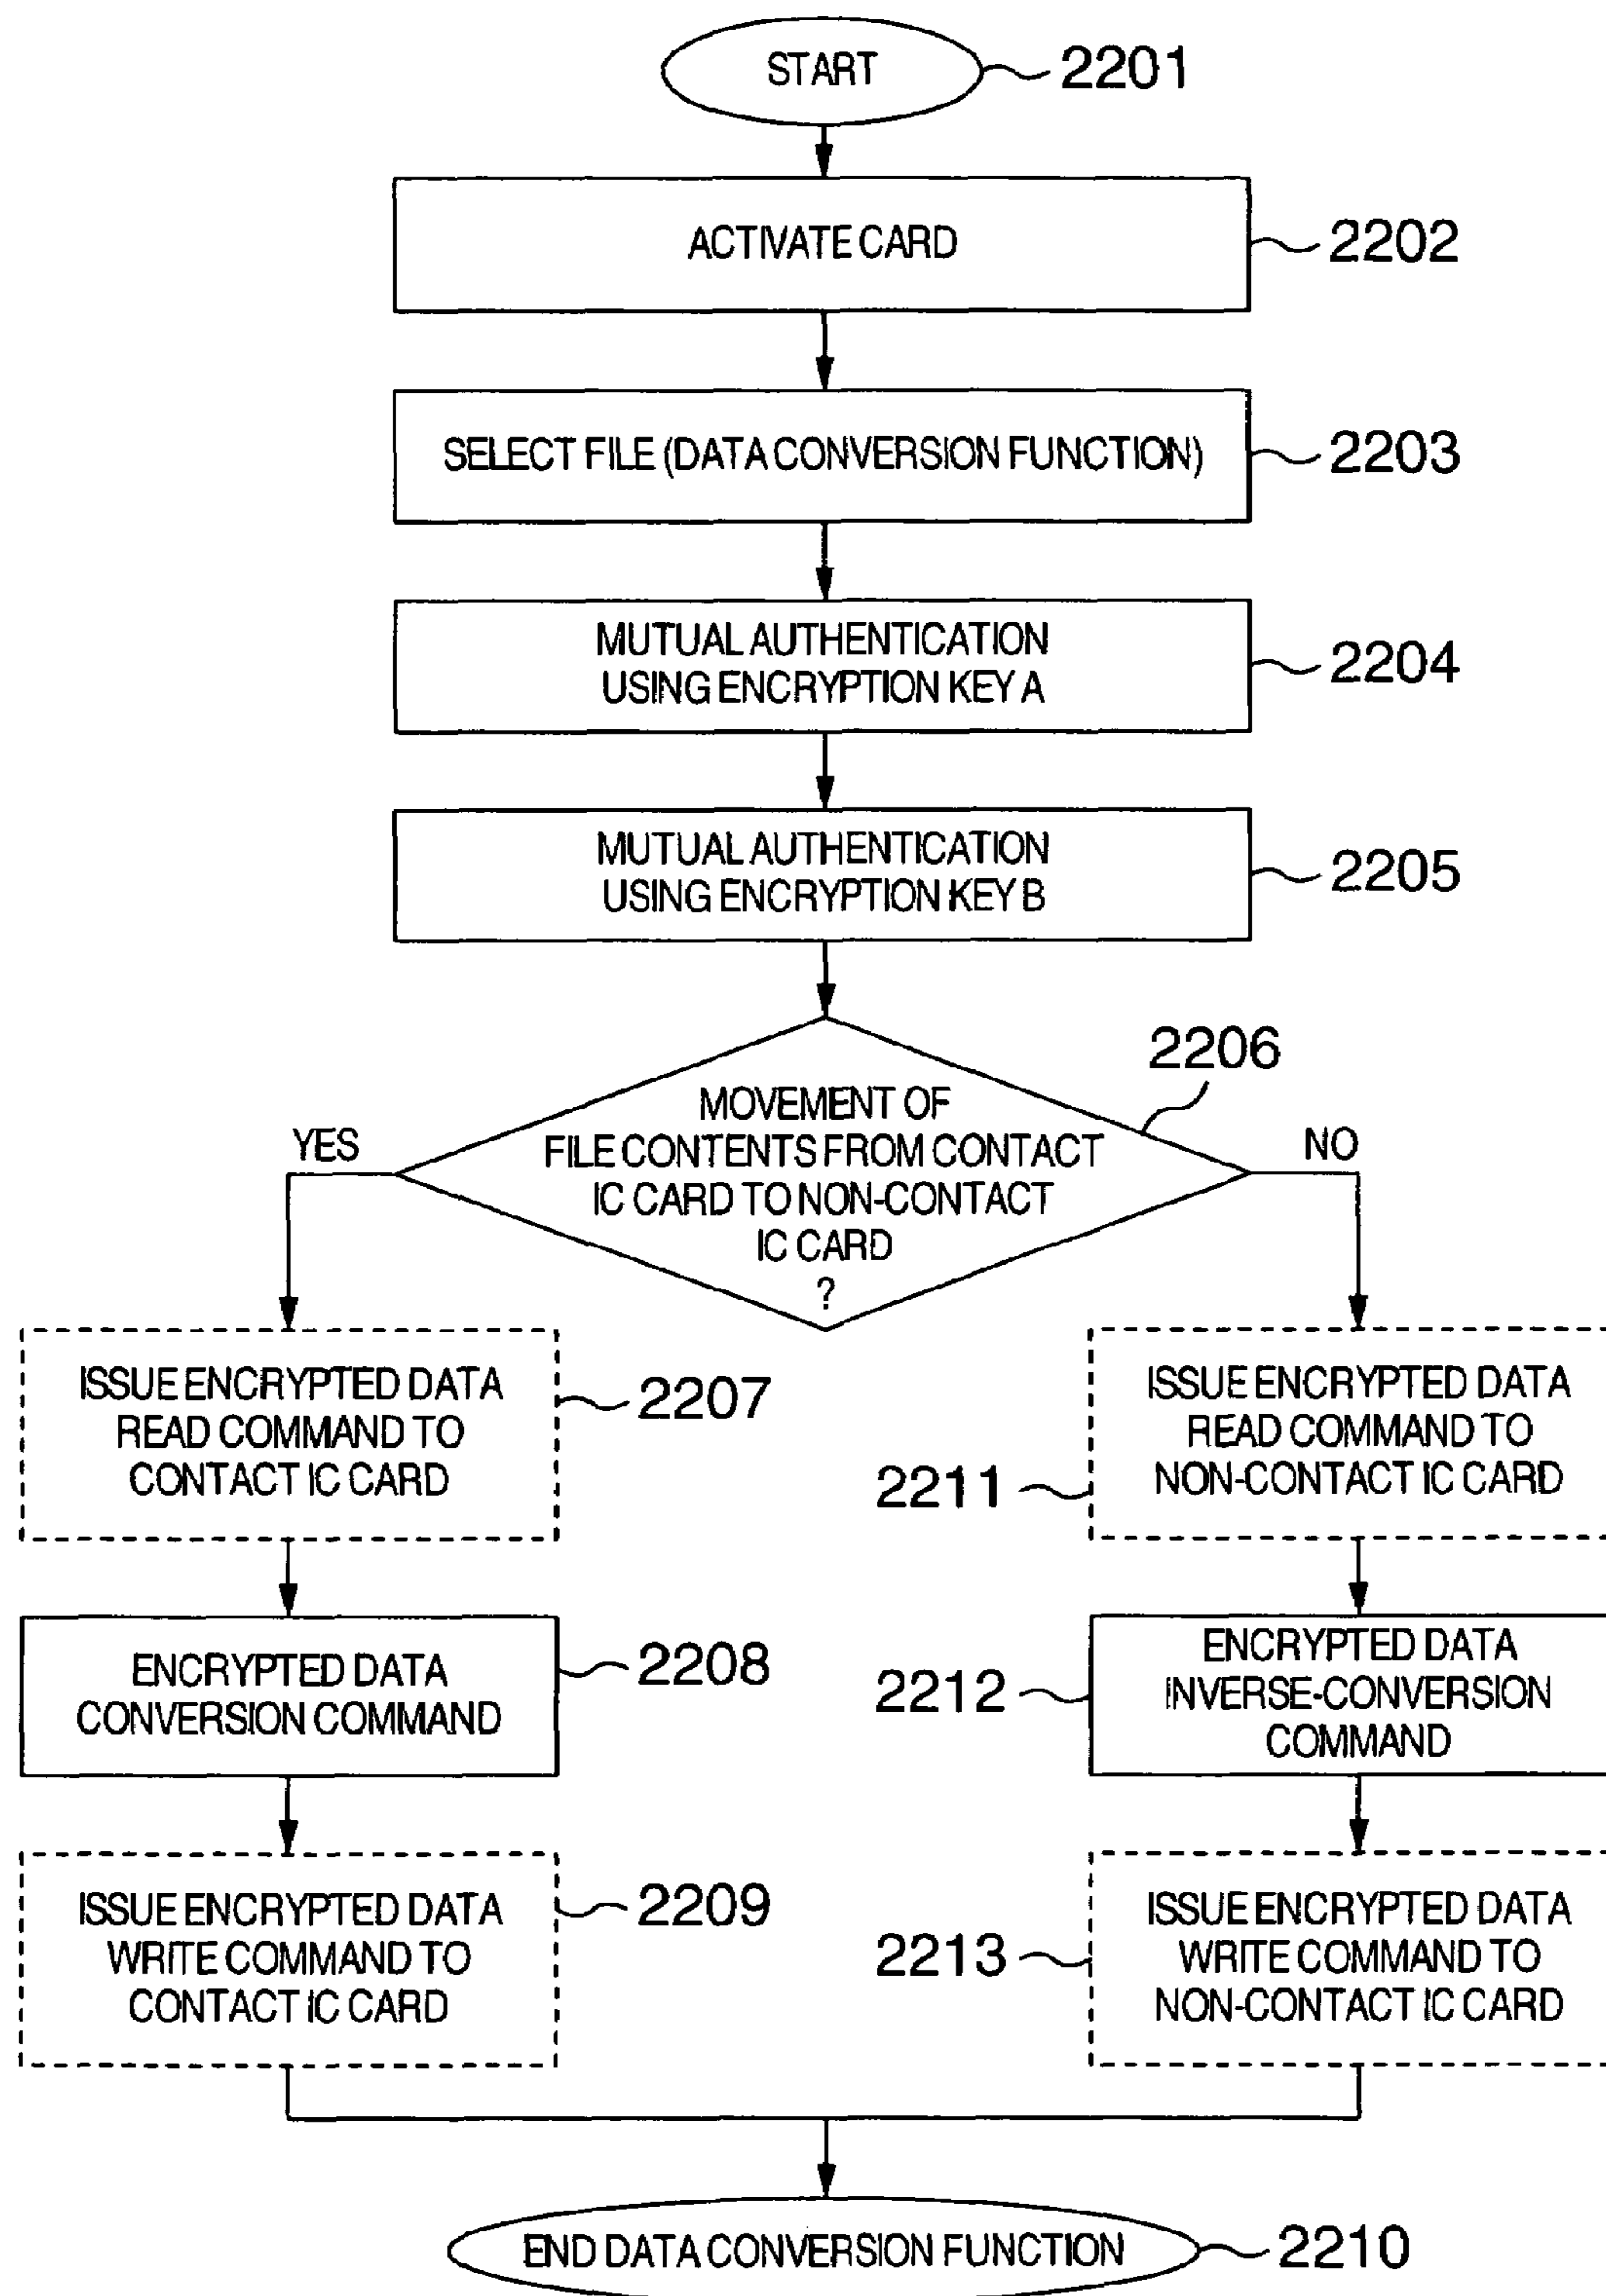 START
2201
ACTIVATE CARD
2202
SELECT FILE (DATA CONVERSION FUNCTION)
2203
MUTUAL AUTHENTICATION
USING ENCRYPTION KEY A
2204
MUTUAL AUTHENTICATION
USING ENCRYPTION KEY B
2205
2206
MOVEMENT OF
FILE CONTENTS FROM CONTACT
IC CARD TO NON-CONTACT
IC CARD
?
YES
NO
ISSUE ENCRYPTED DATA
READ COMMAND TO
CONTACT IC CARD
2207
ISSUE ENCRYPTED DATA
READ COMMAND TO
NON-CONTACT IC CARD
2211
ENCRYPTED DATA
CONVERSION COMMAND
2208
ENCRYPTED DATA
INVERSE-CONVERSION
COMMAND
2212
ISSUE ENCRYPTED DATA
WRITE COMMAND TO
CONTACT IC CARD
2209
ISSUE ENCRYPTED DATA
WRITE COMMAND TO
NON-CONTACT IC CARD
2213
END DATA CONVERSION FUNCTION
2210